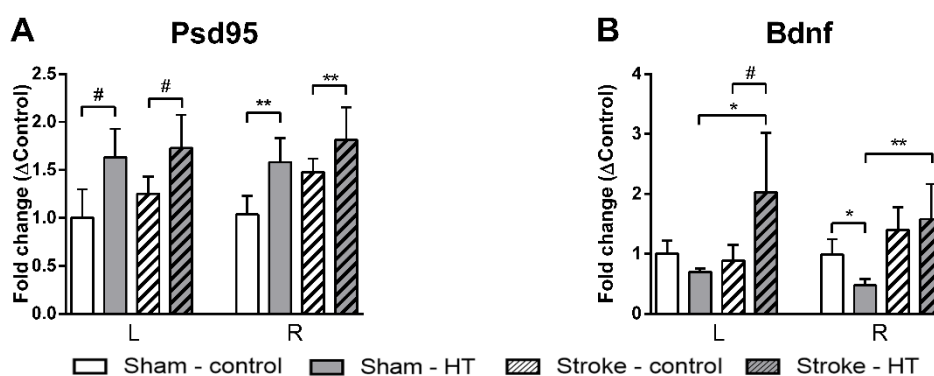 A
Psd95
Fold change (ΔControl)
2.5
2.0
1.5
1.0
0.5
0.0
#
#
**
**
L
R
B
Bdnf
Fold change (ΔControl)
4
3
2
1
0
#
*
**
*
L
R
Sham - control
Sham - HT
Stroke - control
Stroke - HT